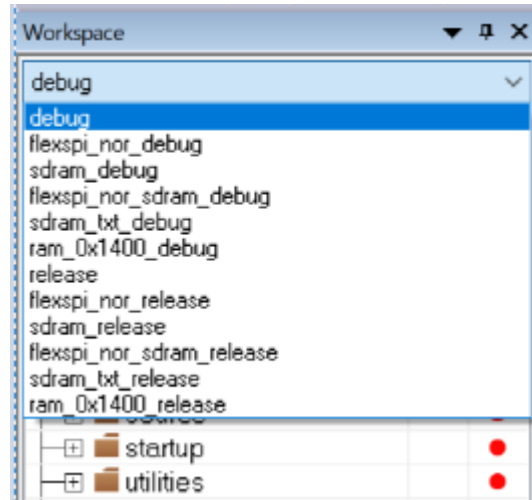 Workspace
debug
debug
flexspi_nor_debug
sdram_debug
flexspi_nor_sdram_debug
sdram_txt_debug
ram_0x1400_debug
release
flexspi_nor_release
sdram_release
flexspi_nor_sdram_release
sdram_txt_release
ram_0x1400_release
startup
utilities